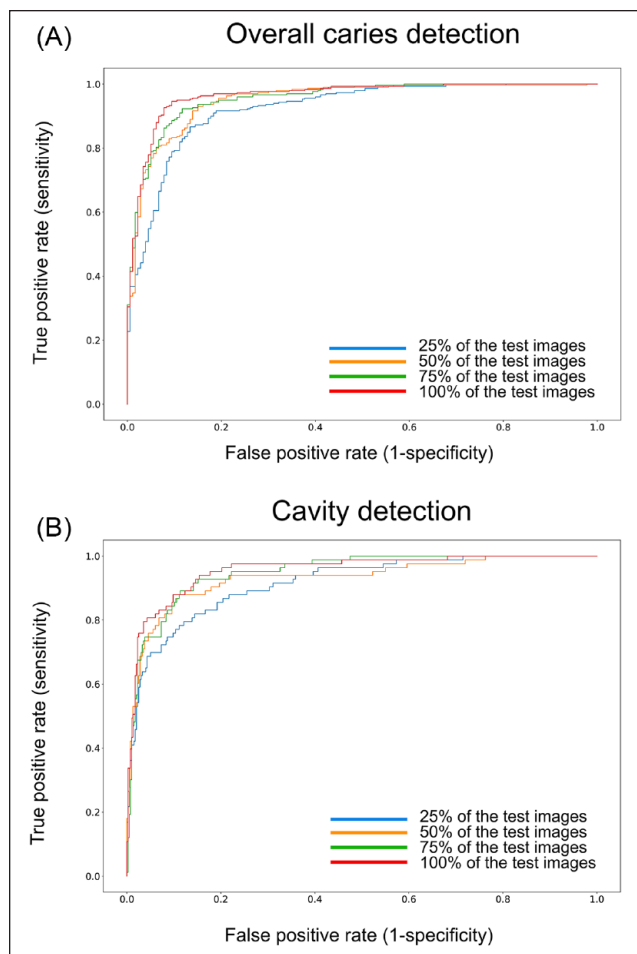 (A)
Overall caries detection
True positive rate (sensitivity)
1.0
0.8
0.6
0.4
0.2
0.0
25% of the test images
50% of the test images
75% of the test images
100% of the test images
0.0 0.2 0.4 0.6 0.8 1.0
False positive rate (1-specificity)
(B)
Cavity detection
True positive rate (sensitivity)
1.0
0.8
0.6
0.4
0.2
0.0
25% of the test images
50% of the test images
75% of the test images
100% of the test images
0.0 0.2 0.4 0.6 0.8 1.0
False positive rate (1-specificity)